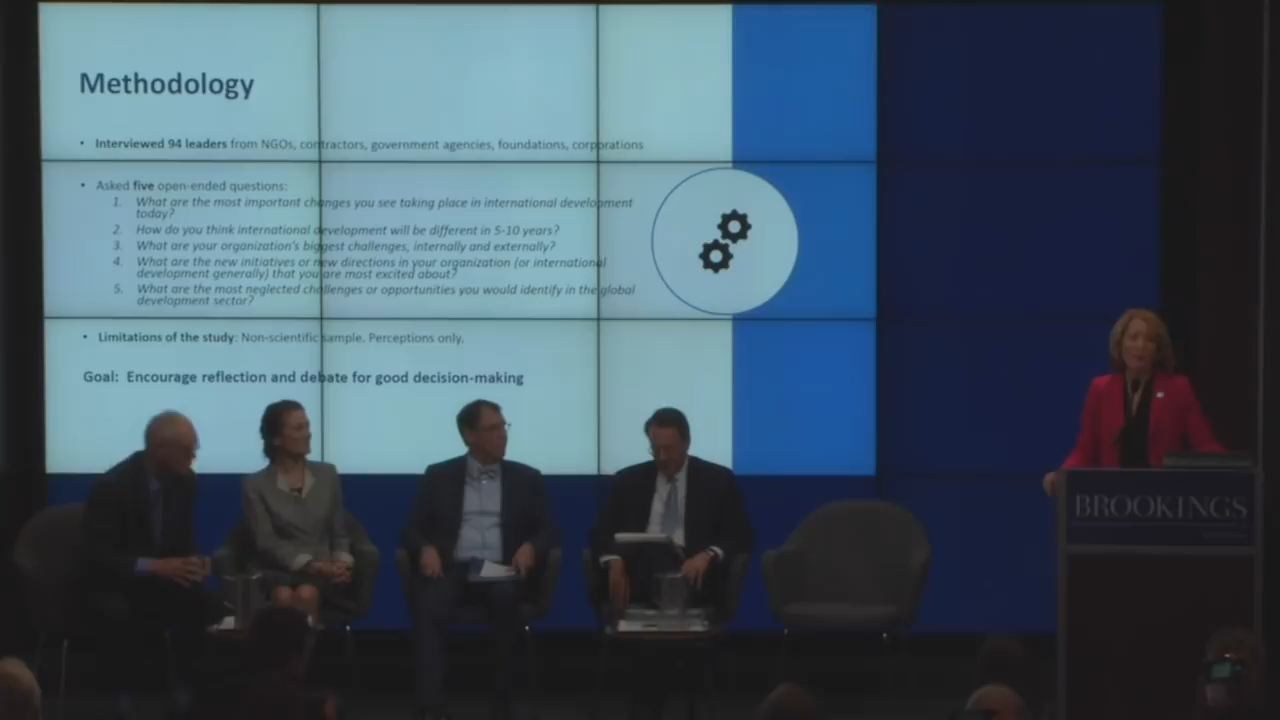 Methodology
• Interviewed 94 leaders from NGOs, contractors, government agencies, foundations, corporations
• Asked five open-ended questions:
1. What are the most important changes you see taking place in international development
today?
2. How do you think international development will be different in 5-10 years?
3. What are your organization's biggest challenges, internally and externally?
4. What are the new initiatives or new directions in your organization (or international
development generally) that you are most excited about?
5. What are the most neglected challenges or opportunities you would identify in the global
development sector?
• Limitations of the study: Non-scientific sample. Perceptions only.
Goal: Encourage reflection and debate for good decision-making
BROOKINGS